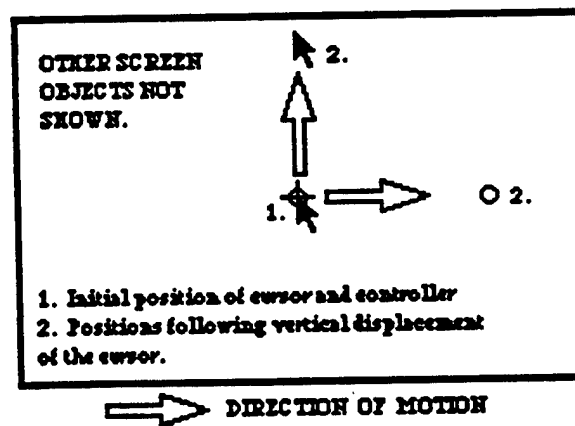 OTHER SCREEN
OBJECTS NOT
SHOWN.
2.
1.
2.
1. Initial position of cursor and controller
2. Positions following vertical displacement
of the cursor.
DIRECTION OF MOTION